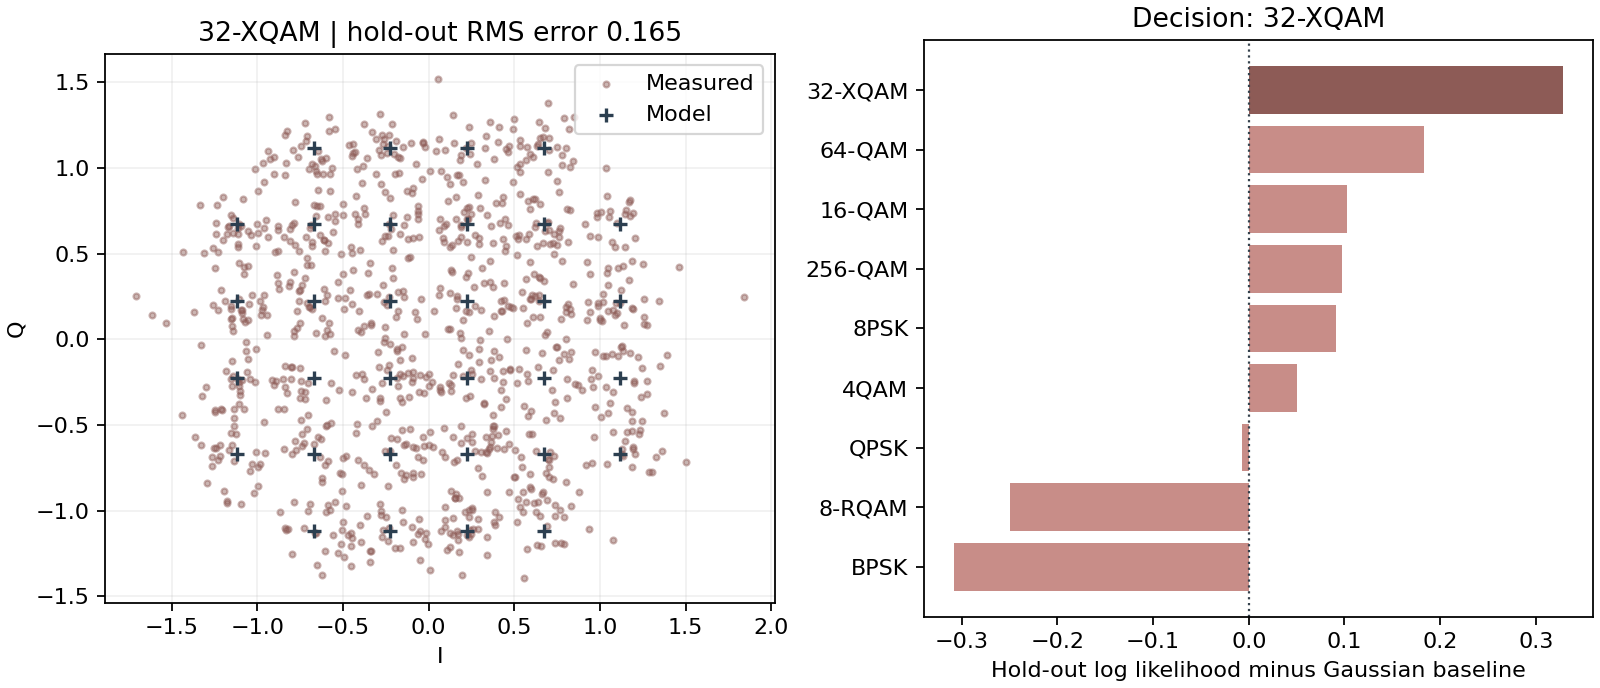 32-XQAM | hold-out RMS error 0.165
Measured
Model
1.5
1.0
0.5
0.0
−0.5
−1.0
−1.5
Q
−1.5
−1.0
−0.5
0.0
0.5
1.0
1.5
2.0
I
Decision: 32-XQAM
32-XQAM
64-QAM
16-QAM
256-QAM
8PSK
4QAM
QPSK
8-RQAM
BPSK
−0.3
−0.2
−0.1
0.0
0.1
0.2
0.3
Hold-out log likelihood minus Gaussian baseline